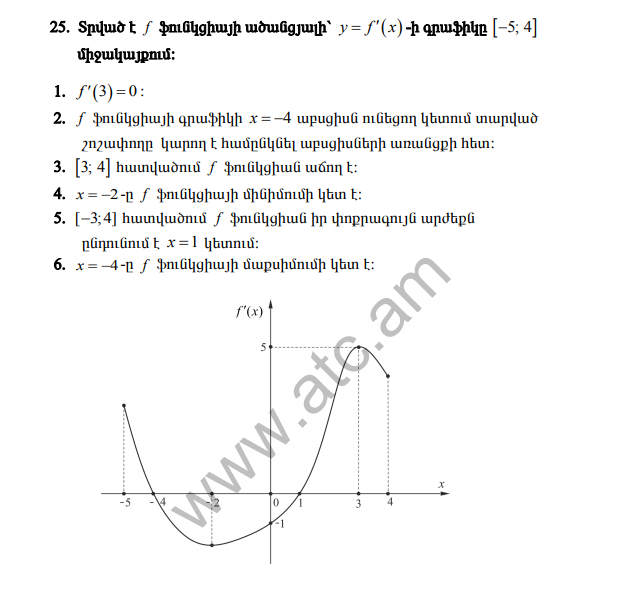 25. Տրված է f ֆունկցիայի ածանցյալի՝ y = f′(x)-ի գրաֆիկը [−5; 4]
միջակայքում:
1. f′(3) = 0 :
2. f ֆունկցիայի գրաֆիկի x = −4 աբսցիսն ունեցող կետում տարված
շոշափողը կարող է համընկնել աբսցիսների առանցքի հետ:
3. [3; 4] հատվածում f ֆունկցիան աճող է:
4. x = −2-ը f ֆունկցիայի մինիմումի կետ է:
5. [−3;4] հատվածում f ֆունկցիան իր փոքրագույն արժեքն
ընդունում է x = 1 կետում:
6. x = −4-ը f ֆունկցիայի մաքսիմումի կետ է:
f′(x)
5
x
-5 -4 -2 0 1 3 4
-1
www.atc.am